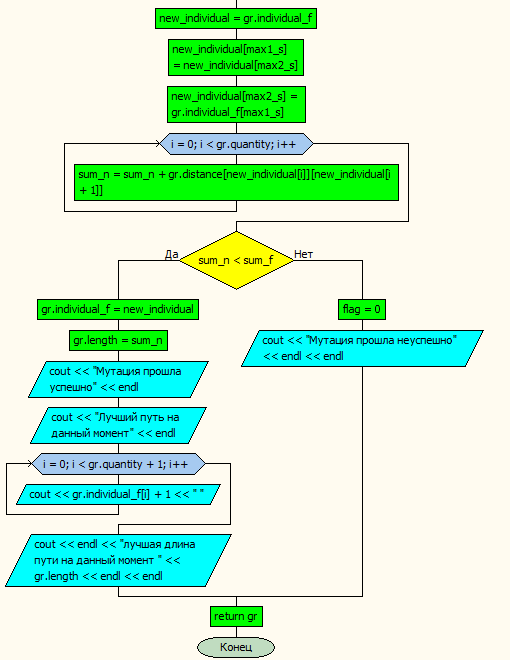 new_individual = gr.individual_f
new_individual[max1_s]
= new_individual[max2_s]
new_individual[max2_s] =
gr.individual_f[max1_s]
i = 0; i < gr.quantity; i++
sum_n = sum_n + gr.distance[new_individual[i]][new_individual[i
+ 1]]
Да
Нет
sum_n < sum_f
gr.individual_f = new_individual
flag = 0
gr.length = sum_n
cout << "Мутация прошла неуспешно"
<< endl << endl
cout << "Мутация прошла
успешно" << endl
cout << "Лучший путь на
данный момент" << endl
i = 0; i < gr.quantity + 1; i++
cout << gr.individual_f[i] + 1 << " "
cout << endl << "лучшая длина
пути на данный момент " <<
gr.length << endl << endl
return gr
Конец